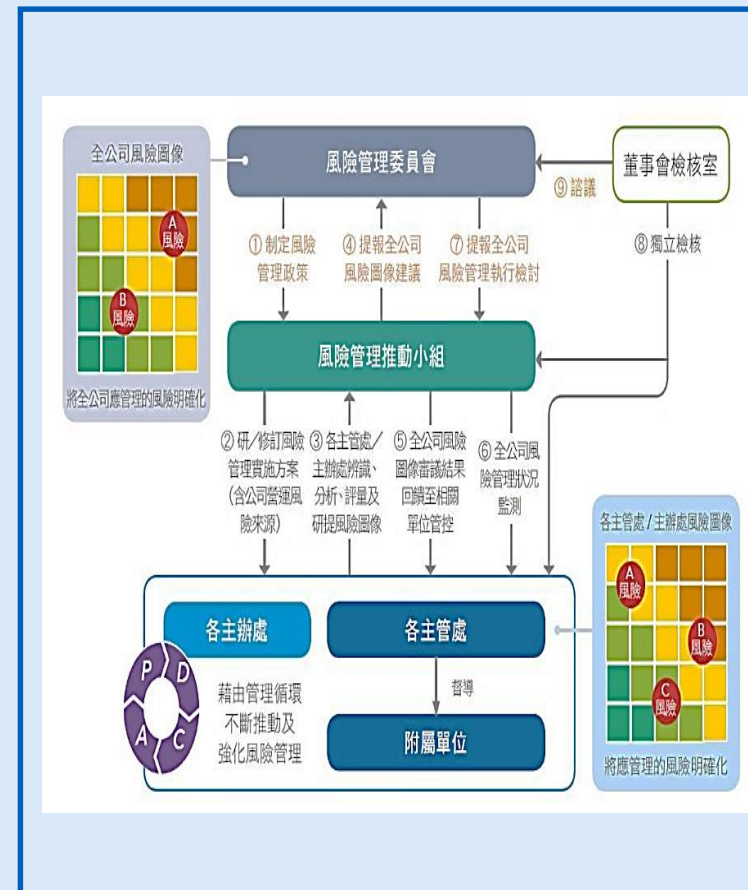 全公司風險圖像
A
風險
B
風險
將全公司應管理的風險明確化
風險管理委員會
董事會檢核室
⑨ 諮議
⑧ 獨立檢核
① 制定風險
管理政策
④ 提報全公司
風險圖像建議
⑦ 提報全公司
風險管理執行檢討
風險管理推動小組
② 研/修訂風險
管理實施方案
(含公司營運風
險來源)
③ 各主管處/
主辦處辨識、
分析、評量及
研提風險圖像
⑤ 全公司風險
圖像審議結果
回饋至相關
單位管控
⑥ 全公司風
險管理狀況
監測
各主管處/主辦處風險圖像
A
風險
B
風險
C
風險
將應管理的風險明確化
各主辦處
P D
A C
藉由管理循環
不斷推動及
強化風險管理
各主管處
督導
附屬單位